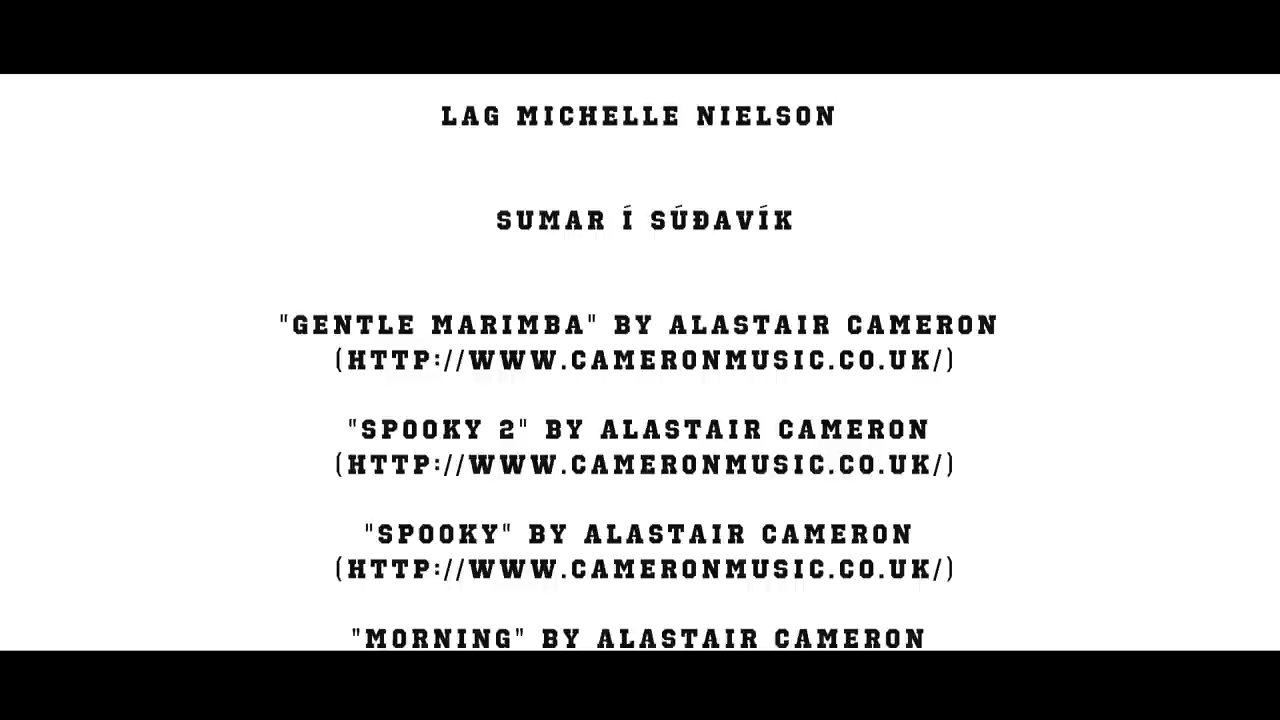 LAG MICHELLE NIELSON
SUMAR Í SÚÐAVÍK
"GENTLE MARIMBA" BY ALASTAIR CAMERON
(HTTP://WWW.CAMERONMUSIC.CO.UK/)
"SPOOKY 2" BY ALASTAIR CAMERON
(HTTP://WWW.CAMERONMUSIC.CO.UK/)
"SPOOKY" BY ALASTAIR CAMERON
(HTTP://WWW.CAMERONMUSIC.CO.UK/)
"MORNING" BY ALASTAIR CAMERON